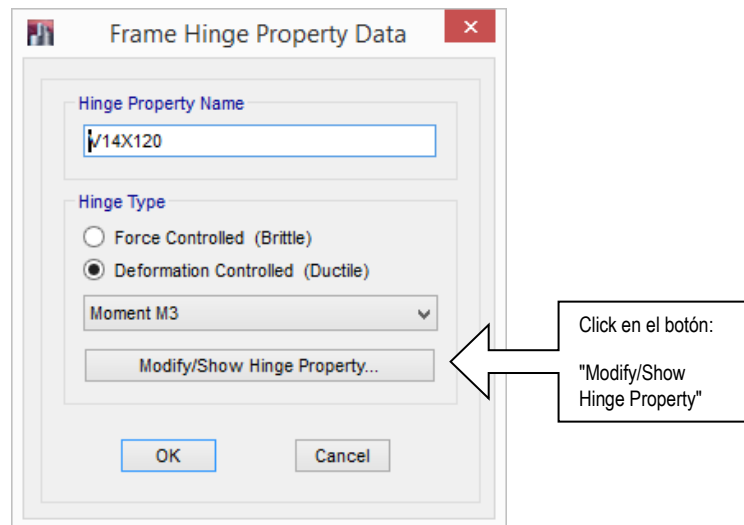 Frame Hinge Property Data
Hinge Property Name
V14X120
Hinge Type
Force Controlled (Brittle)
Deformation Controlled (Ductile)
Moment M3
Modify/Show Hinge Property...
OK
Cancel
Click en el botón:
"Modify/Show
Hinge Property"